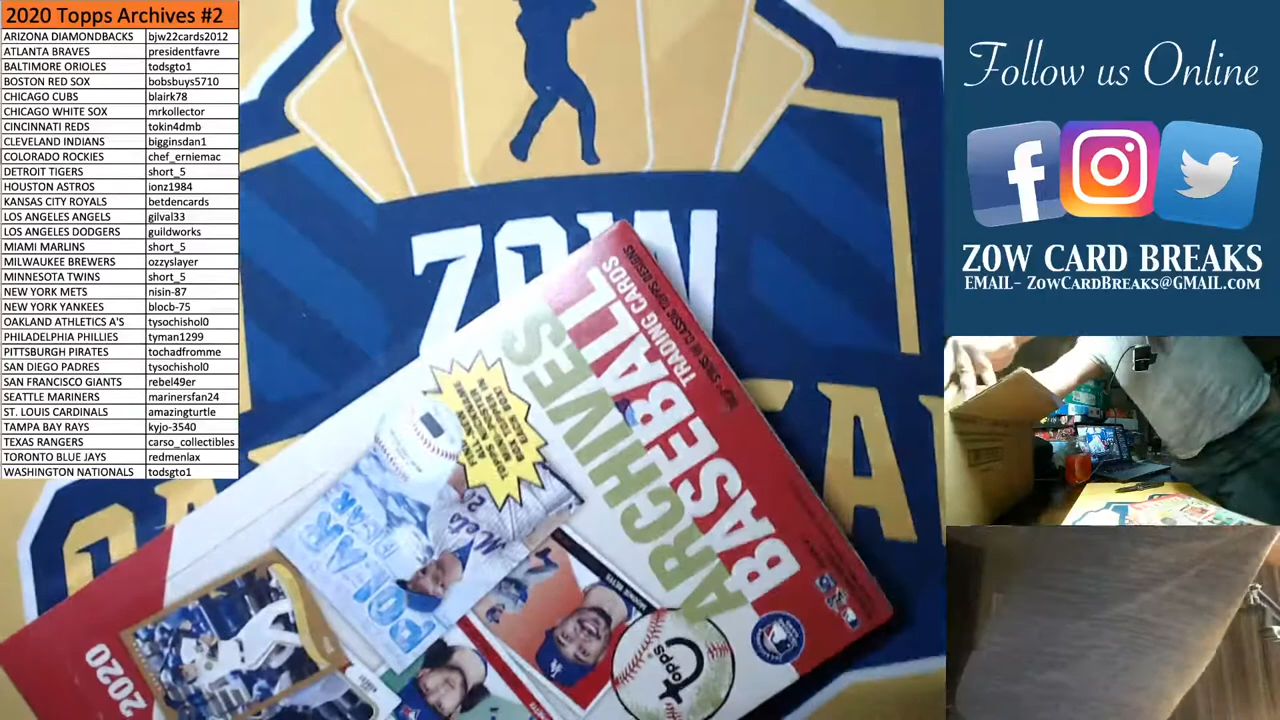 2020 Topps Archives #2
ARIZONA DIAMONDBACKS bjw22cards2012
ATLANTA BRAVES presidentfavre
BALTIMORE ORIOLES todsgto1
BOSTON RED SOX bobsbuys5710
CHICAGO CUBS blairk78
CHICAGO WHITE SOX mrkollector
CINCINNATI REDS tokin4dmb
CLEVELAND INDIANS bigginsdan1
COLORADO ROCKIES chef_erniemac
DETROIT TIGERS short_5
HOUSTON ASTROS ionz1984
KANSAS CITY ROYALS betdencards
LOS ANGELES ANGELS gilval33
LOS ANGELES DODGERS guildworks
MIAMI MARLINS short_5
MILWAUKEE BREWERS ozzyslayer
MINNESOTA TWINS short_5
NEW YORK METS nisin-87
NEW YORK YANKEES blocb-75
OAKLAND ATHLETICS A'S tysochishol0
PHILADELPHIA PHILLIES tyman1299
PITTSBURGH PIRATES tochadfromme
SAN DIEGO PADRES tysochishol0
SAN FRANCISCO GIANTS rebel49er
SEATTLE MARINERS marinersfan24
ST. LOUIS CARDINALS amazingturtle
TAMPA BAY RAYS kyjo-3540
TEXAS RANGERS carso_collectibles
TORONTO BLUE JAYS redmenlax
WASHINGTON NATIONALS todsgto1
ZOW
ARCHIVES
BASEBALL
TRADING CARDS
POLAR
BEAR
Mets
Topps
2020
Follow us Online
ZOW CARD BREAKS
EMAIL- ZOWCARDBREAKS@GMAIL.COM